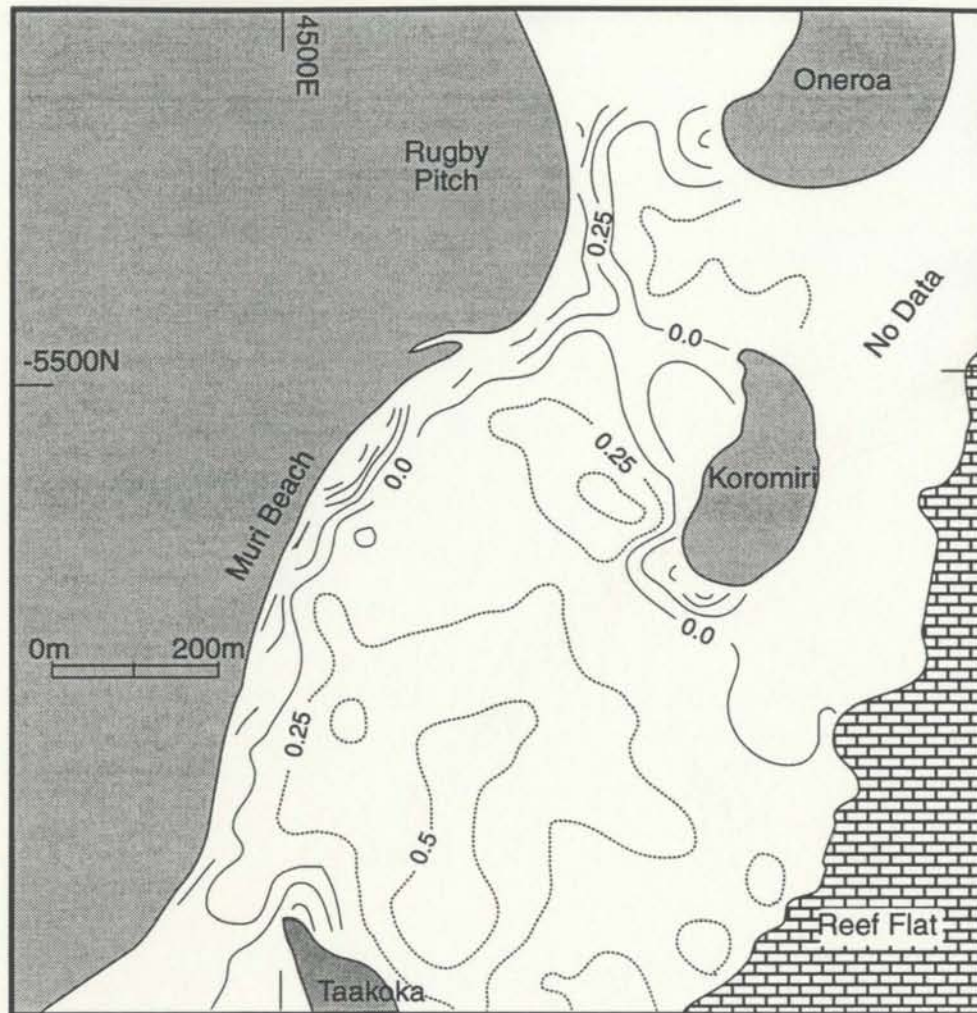 4500E
Oneroa
Rugby
Pitch
0.25
No Data
0.0
-5500N
0.25
Koromiri
Muri Beach
0.0
0.0
0m 200m
0.25
0.5
Reef Flat
Taakoka